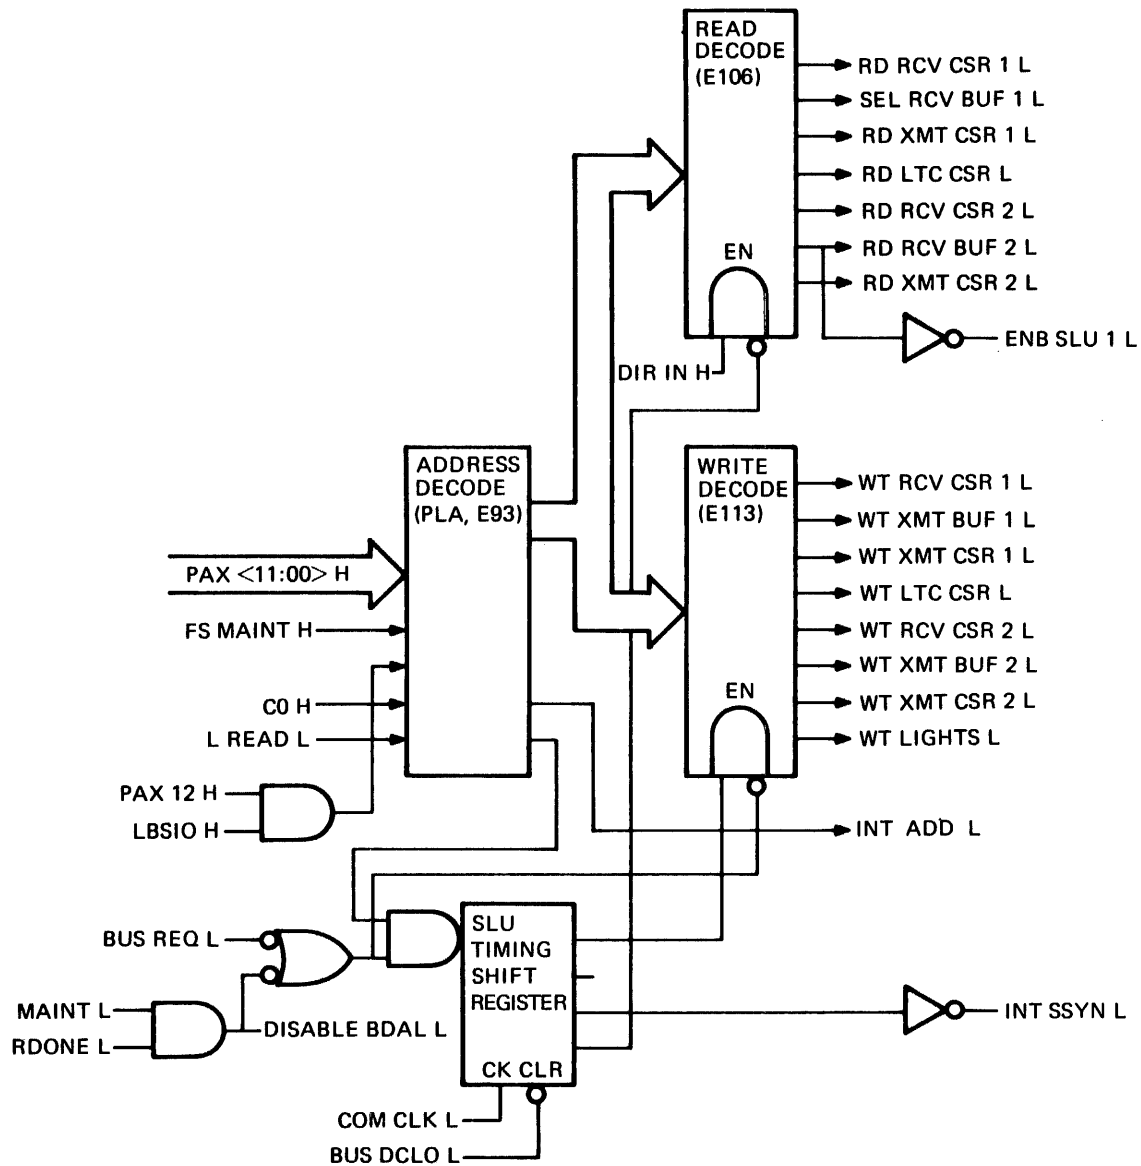 READ
DECODE
(E106)
RD RCV CSR 1 L
SEL RCV BUF 1 L
RD XMT CSR 1 L
RD LTC CSR L
RD RCV CSR 2 L
RD RCV BUF 2 L
RD XMT CSR 2 L
EN
DIR IN H
ENB SLU 1 L
ADDRESS
DECODE
(PLA, E93)
PAX <11:00> H
FS MAINT H
C0 H
L READ L
PAX 12 H
LBSIO H
WRITE
DECODE
(E113)
WT RCV CSR 1 L
WT XMT BUF 1 L
WT XMT CSR 1 L
WT LTC CSR L
WT RCV CSR 2 L
WT XMT BUF 2 L
WT XMT CSR 2 L
WT LIGHTS L
EN
INT ADD L
BUS REQ L
MAINT L
RDONE L
DISABLE BDAL L
SLU
TIMING
SHIFT
REGISTER
CK CLR
INT SSYN L
COM CLK L
BUS DCLO L